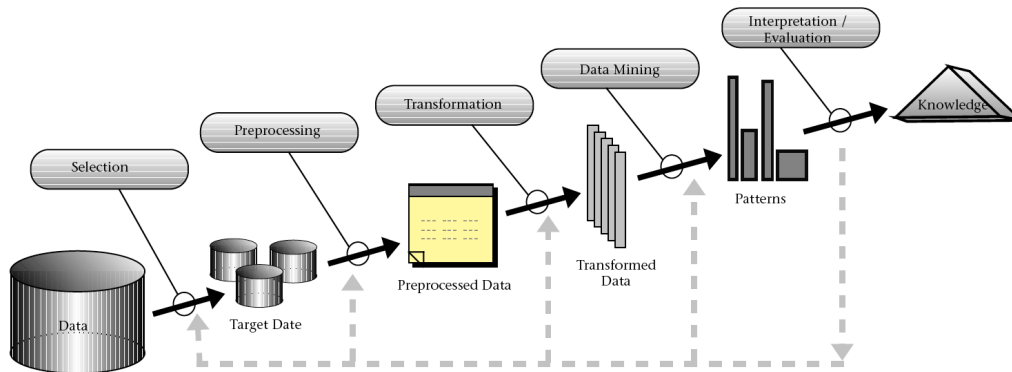 Interpretation /
Evaluation
Data Mining
Transformation
Preprocessing
Selection
Knowledge
Patterns
Transformed
Data
Preprocessed Data
Target Date
Data